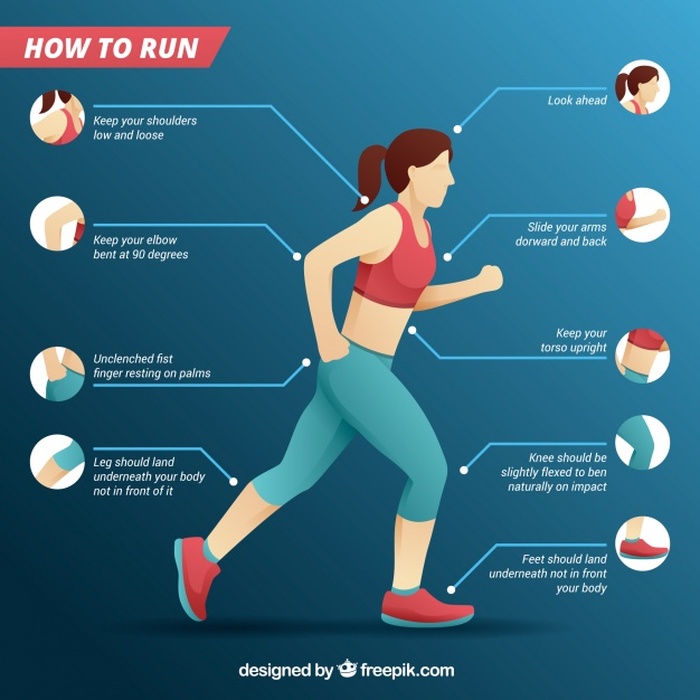 HOW TO RUN
Keep your shoulders
low and loose
Look ahead
Keep your elbow
bent at 90 degrees
Slide your arms
dorward and back
Unclenched fist
finger resting on palms
Keep your
torso upright
Leg should land
underneath your body
not in front of it
Knee should be
slightly flexed to ben
naturally on impact
Feet should land
underneath not in front
your body
designed by freepik.com